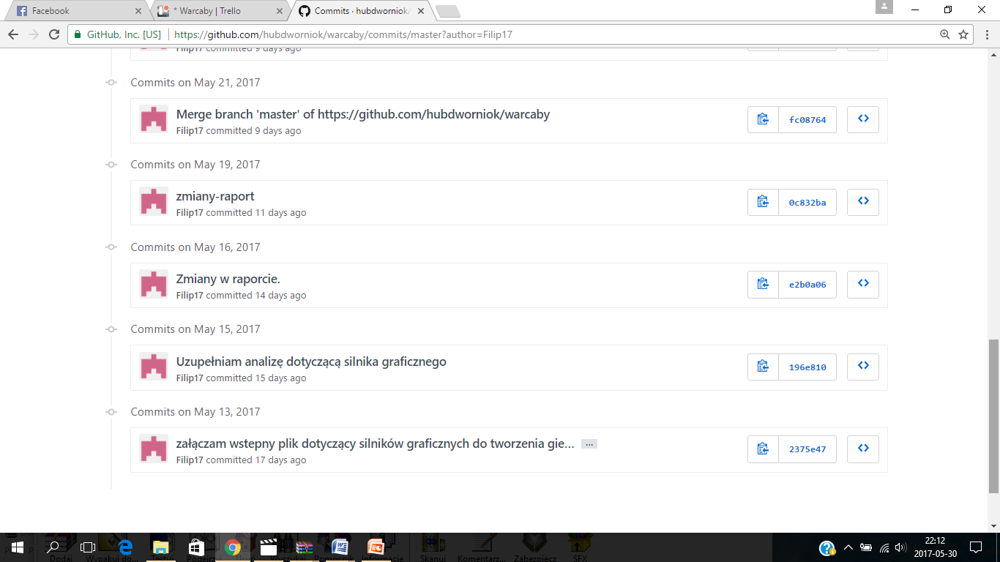 Facebook
* Warcaby | Trello
Commits · hubdworniok/
GitHub, Inc. [US]
https://github.com/hubdworniok/warcaby/commits/master?author=Filip17
Filip17 committed 9 days ago
Commits on May 21, 2017
Merge branch 'master' of https://github.com/hubdworniok/warcaby
Filip17 committed 9 days ago
fc08764
Commits on May 19, 2017
zmiany-raport
Filip17 committed 11 days ago
0c832ba
Commits on May 16, 2017
Zmiany w raporcie.
Filip17 committed 14 days ago
e2b0a06
Commits on May 15, 2017
Uzupełniam analizę dotyczącą silnika graficznego
Filip17 committed 15 days ago
196e810
Commits on May 13, 2017
załączam wstepny plik dotyczący silników graficznych do tworzenia gie... ...
Filip17 committed 17 days ago
2375e47
22:12
2017-05-30
Dodaj Wypakuj do... Testuj Podejrzyj Usuń Wyszukaj Pomocnik Informacje Skanuj Komentarz... Zabezpiecz SFX